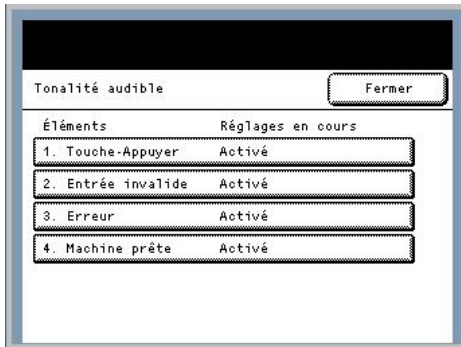 Tonalité audible Fermer
Éléments Réglages en cours
1. Touche-Appuyer Activé
2. Entrée invalide Activé
3. Erreur Activé
4. Machine prête Activé